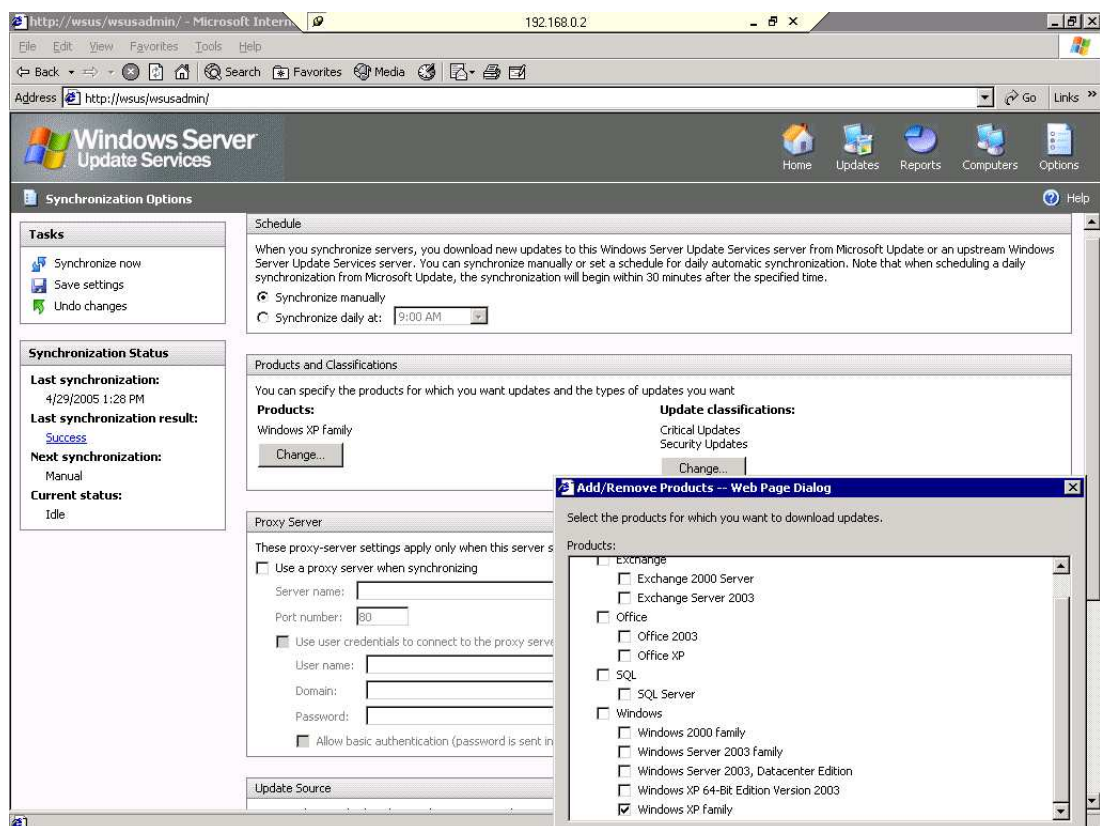 http://wsus/wsusadmin/ - Microsoft Intern
192.168.0.2
File Edit View Favorites Tools Help
Back Search Favorites Media
Address http://wsus/wsusadmin/ Go Links »
Windows Server
Update Services
Home Updates Reports Computers Options
Synchronization Options Help
Tasks
Synchronize now
Save settings
Undo changes
Synchronization Status
Last synchronization:
4/29/2005 1:28 PM
Last synchronization result:
Success
Next synchronization:
Manual
Current status:
Idle
Schedule
When you synchronize servers, you download new updates to this Windows Server Update Services server from Microsoft Update or an upstream Windows
Server Update Services server. You can synchronize manually or set a schedule for daily automatic synchronization. Note that when scheduling a daily
synchronization from Microsoft Update, the synchronization will begin within 30 minutes after the specified time.
Synchronize manually
Synchronize daily at: 9:00 AM
Products and Classifications
You can specify the products for which you want updates and the types of updates you want
Products:
Windows XP family
Change...
Update classifications:
Critical Updates
Security Updates
Change...
Proxy Server
These proxy-server settings apply only when this server s
Use a proxy server when synchronizing
Server name:
Port number: 80
Use user credentials to connect to the proxy serve
User name:
Domain:
Password:
Allow basic authentication (password is sent in
Update Source
Add/Remove Products -- Web Page Dialog
Select the products for which you want to download updates.
Products:
Exchange
Exchange 2000 Server
Exchange Server 2003
Office
Office 2003
Office XP
SQL
SQL Server
Windows
Windows 2000 family
Windows Server 2003 family
Windows Server 2003, Datacenter Edition
Windows XP 64-Bit Edition Version 2003
Windows XP family